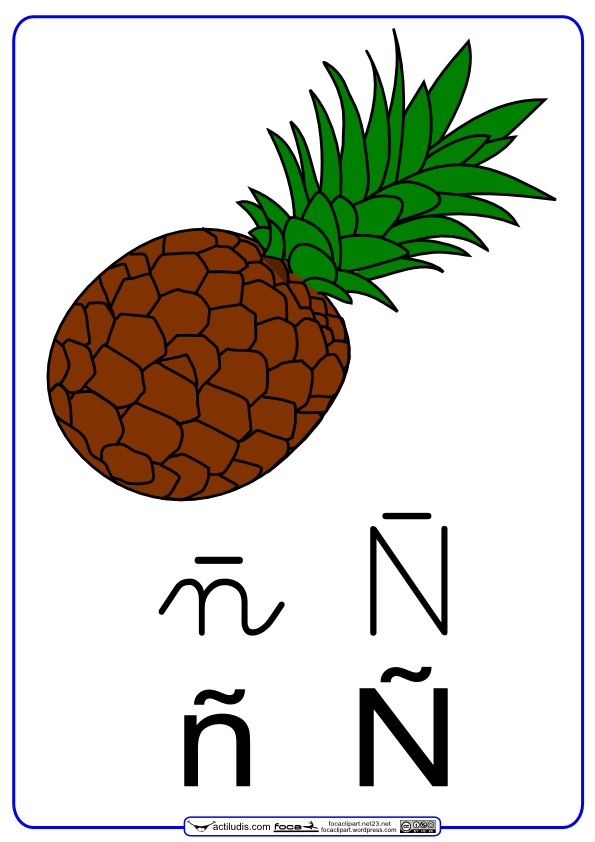 ñ Ñ
ñ Ñ
actiludis.com foca focaclipart.net23.net
focaclipart.wordpress.com